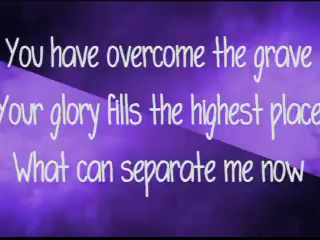 You have overcome the grave
Your glory fills the highest place
What can separate me now